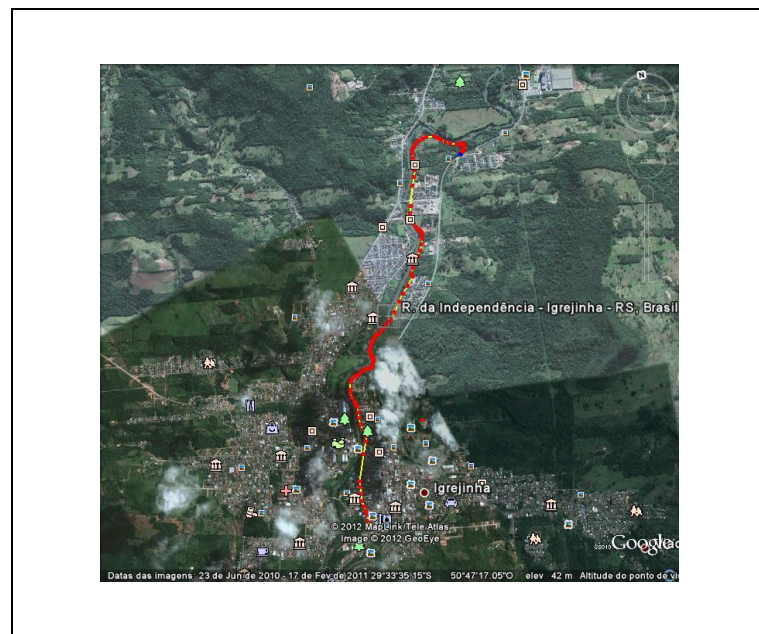 N
R. da Independência - Igrejinha - RS, Brasil
Igrejinha
© 2012 MapLink/Tele Atlas
Image © 2012 GeoEye
©2010 Google
Datas das imagens: 23 de Jun de 2010 - 17 de Fev de 2011 29°33'35.15"S 50°47'17.05"O elev 42 m Altitude do ponto de